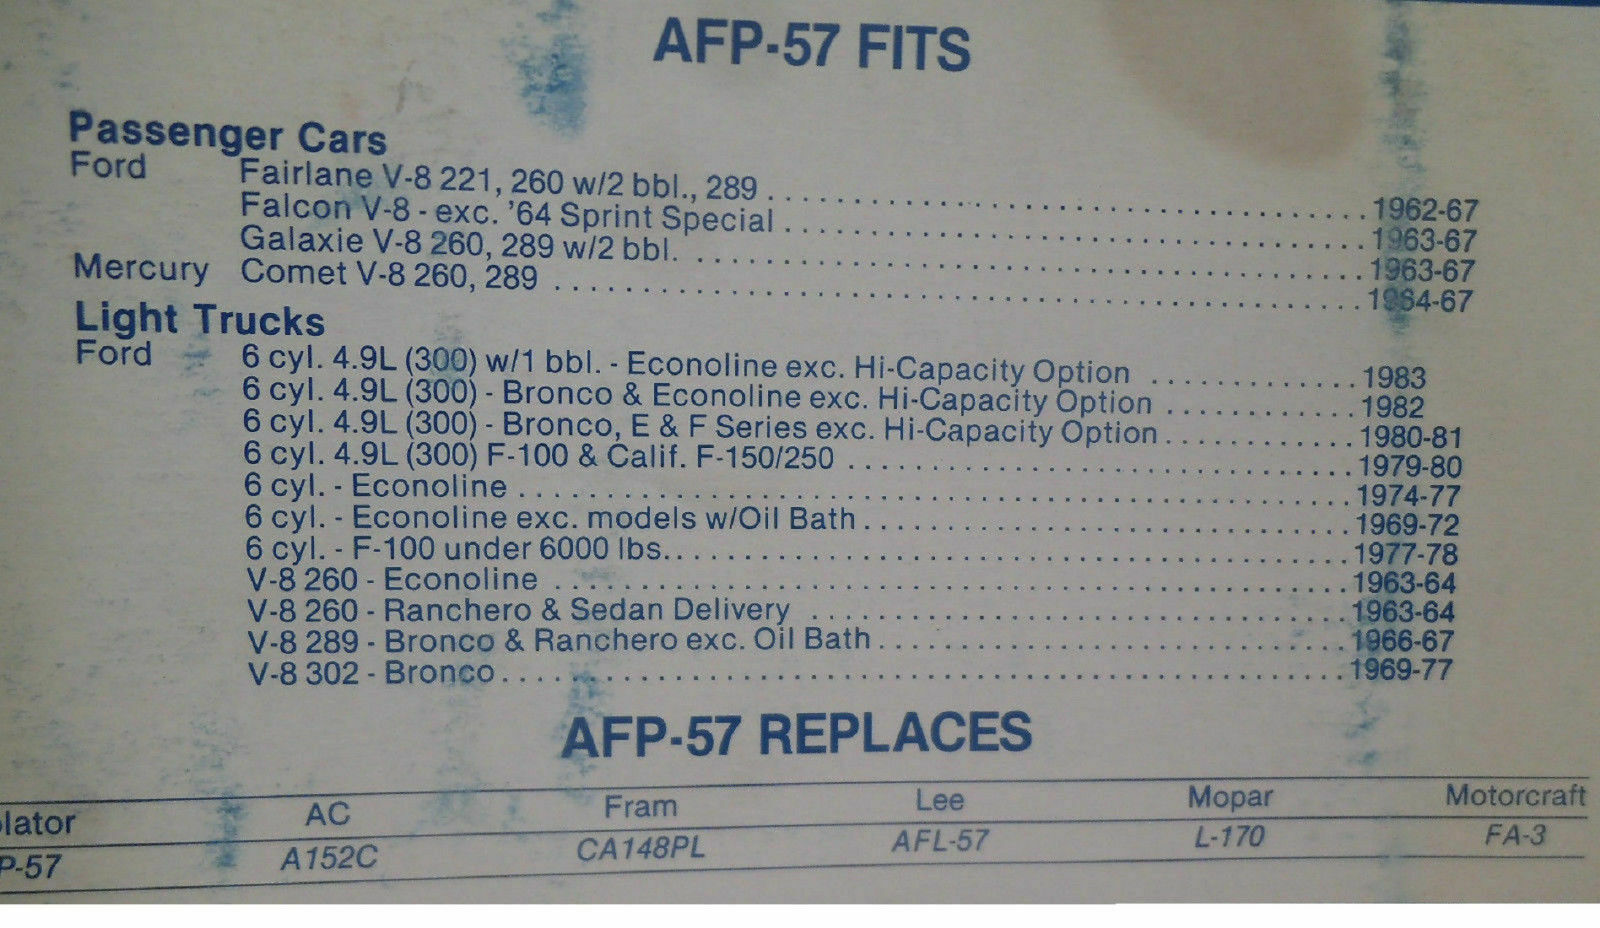 AFP-57 FITS
Passenger Cars
Ford Fairlane V-8 221, 260 w/2 bbl., 289 1962-67
Falcon V-8 - exc. '64 Sprint Special 1963-67
Galaxie V-8 260, 289 w/2 bbl. 1963-67
Mercury Comet V-8 260, 289 1964-67
Light Trucks
Ford 6 cyl. 4.9L (300) w/1 bbl. - Econoline exc. Hi-Capacity Option 1983
6 cyl. 4.9L (300) - Bronco & Econoline exc. Hi-Capacity Option 1982
6 cyl. 4.9L (300) - Bronco, E & F Series exc. Hi-Capacity Option 1980-81
6 cyl. 4.9L (300) F-100 & Calif. F-150/250 1979-80
6 cyl. - Econoline 1974-77
6 cyl. - Econoline exc. models w/Oil Bath 1969-72
6 cyl. - F-100 under 6000 lbs. 1977-78
V-8 260 - Econoline 1963-64
V-8 260 - Ranchero & Sedan Delivery 1963-64
V-8 289 - Bronco & Ranchero exc. Oil Bath 1966-67
V-8 302 - Bronco 1969-77
AFP-57 REPLACES
lator AC Fram Lee Mopar Motorcraft
P-57 A152C CA148PL AFL-57 L-170 FA-3